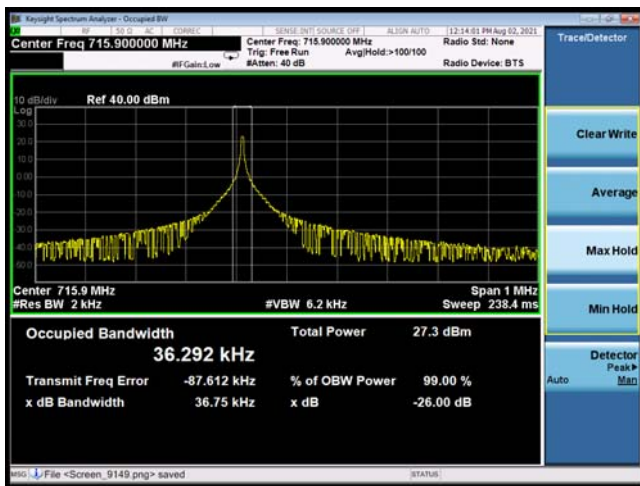 Keysight Spectrum Analyzer - Occupied BW
RF 50 Ω AC CORREC SENSE:INT SOURCE OFF ALIGN AUTO 12:14:01 PM Aug 02, 2021
Center Freq 715.900000 MHz
Center Freq: 715.900000 MHz
Radio Std: None
Trace/Detector
Trig: Free Run Avg|Hold:>100/100
#IFGain:Low #Atten: 40 dB Radio Device: BTS
10 dB/div Ref 40.00 dBm
Log
30.0
20.0
10.0
0.00
10.0
20.0
30.0
40.0
60.0
Clear Write
Average
Max Hold
Min Hold
Center 715.9 MHz Span 1 MHz
#Res BW 2 kHz #VBW 6.2 kHz Sweep 238.4 ms
Occupied Bandwidth Total Power 27.3 dBm
36.292 kHz
Transmit Freq Error -87.612 kHz % of OBW Power 99.00 %
x dB Bandwidth 36.75 kHz x dB -26.00 dB
Detector
Peak▶
Auto Man
MSG File <Screen_9149.png> saved STATUS